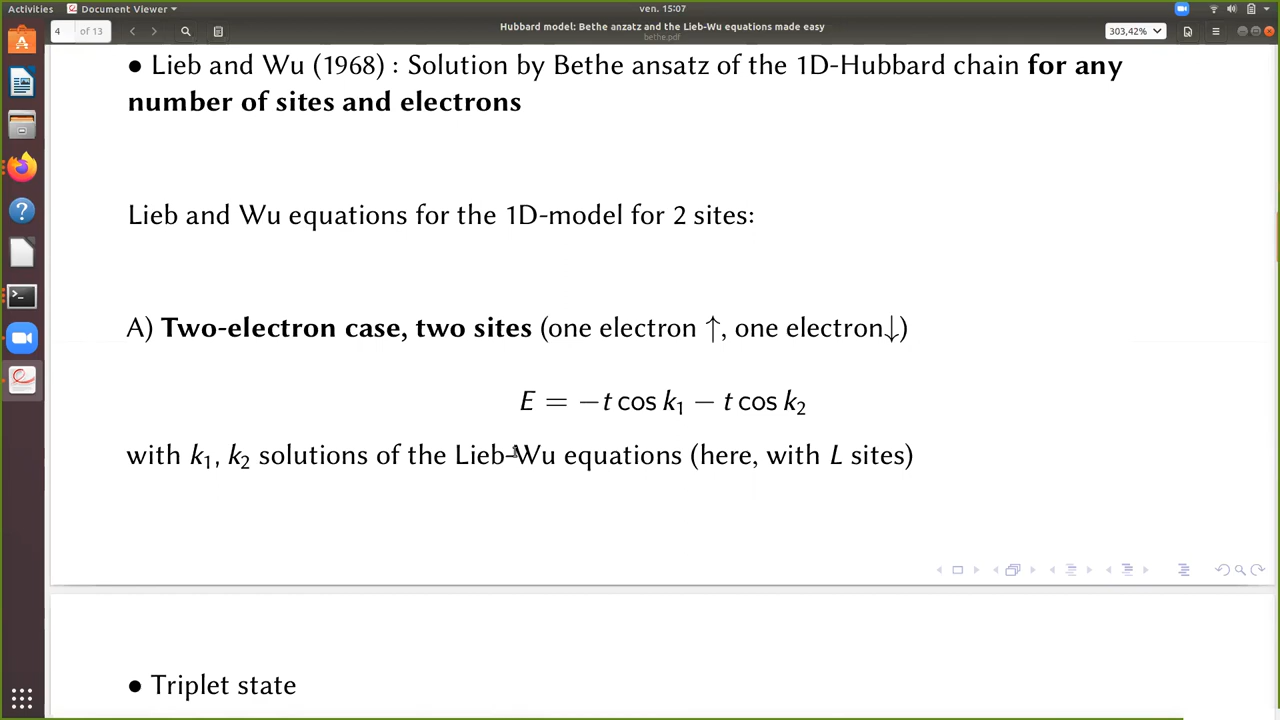 Activities Document Viewer ven. 15:07
4 of 13 Hubbard model: Bethe anzatz and the Lieb-Wu equations made easy 303,42%
bethe.pdf
• Lieb and Wu (1968) : Solution by Bethe ansatz of the 1D-Hubbard chain for any
number of sites and electrons
Lieb and Wu equations for the 1D-model for 2 sites:
A) Two-electron case, two sites (one electron ↑, one electron↓)
E = −t cos k₁ − t cos k₂
with k₁, k₂ solutions of the Lieb-Wu equations (here, with L sites)
• Triplet state